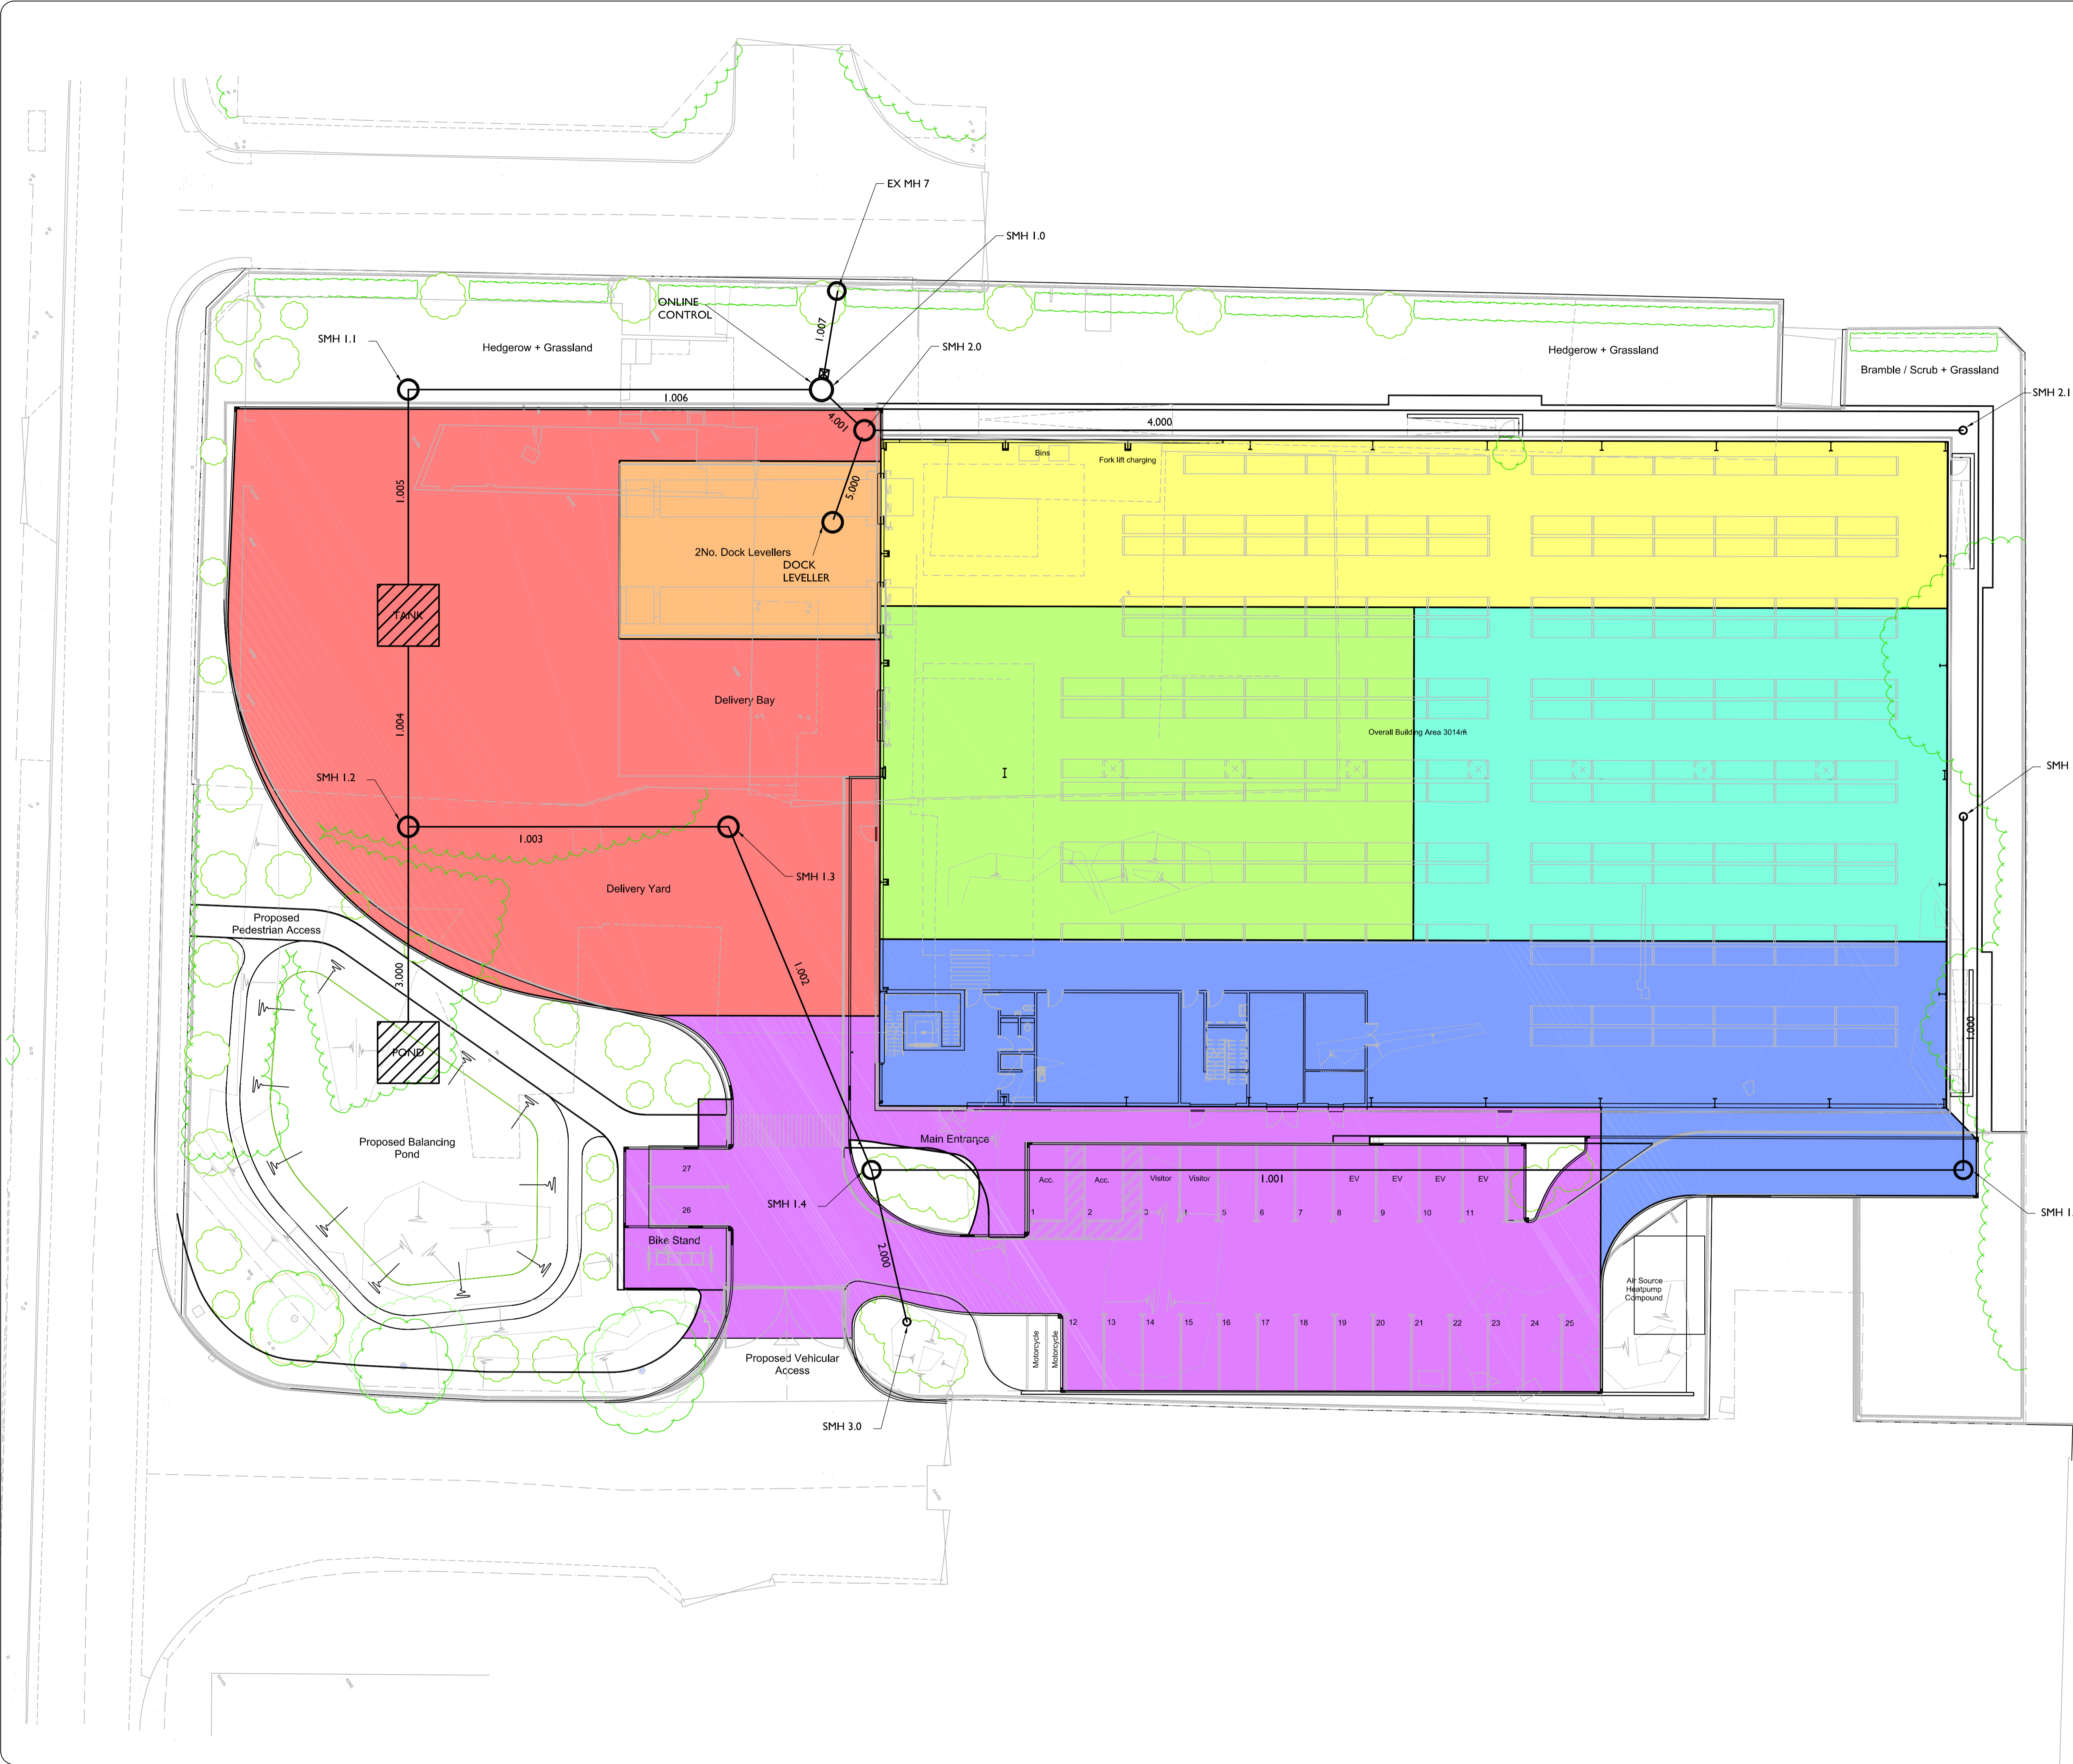 EX MH 7
SMH 1.0
ONLINE
CONTROL
1.007
SMH 1.1
Hedgerow + Grassland
SMH 2.0
Hedgerow + Grassland
Bramble / Scrub + Grassland
SMH 2.1
1.006
4.001
4.000
Bins
Fork lift charging
1.005
5.000
2No. Dock Levellers
DOCK
LEVELLER
TANK
Delivery Bay
1.004
Overall Building Area 3014m
SMH 1.2
SMH
1.003
SMH 1.3
Delivery Yard
Proposed
Pedestrian Access
3.000
1.002
1.000
POND
Proposed Balancing
Pond
Main Entrance
27
26
SMH 1.4
Acc.
Acc.
Visitor
Visitor
1.001
EV
EV
EV
EV
1
2
3
5
6
7
8
9
10
11
SMH 1.
Bike Stand
2.000
Air Source
Heatpump
Compound
Motorcycle
Motorcycle
12
13
14
15
16
17
18
19
20
21
22
23
24
25
Proposed Vehicular
Access
SMH 3.0